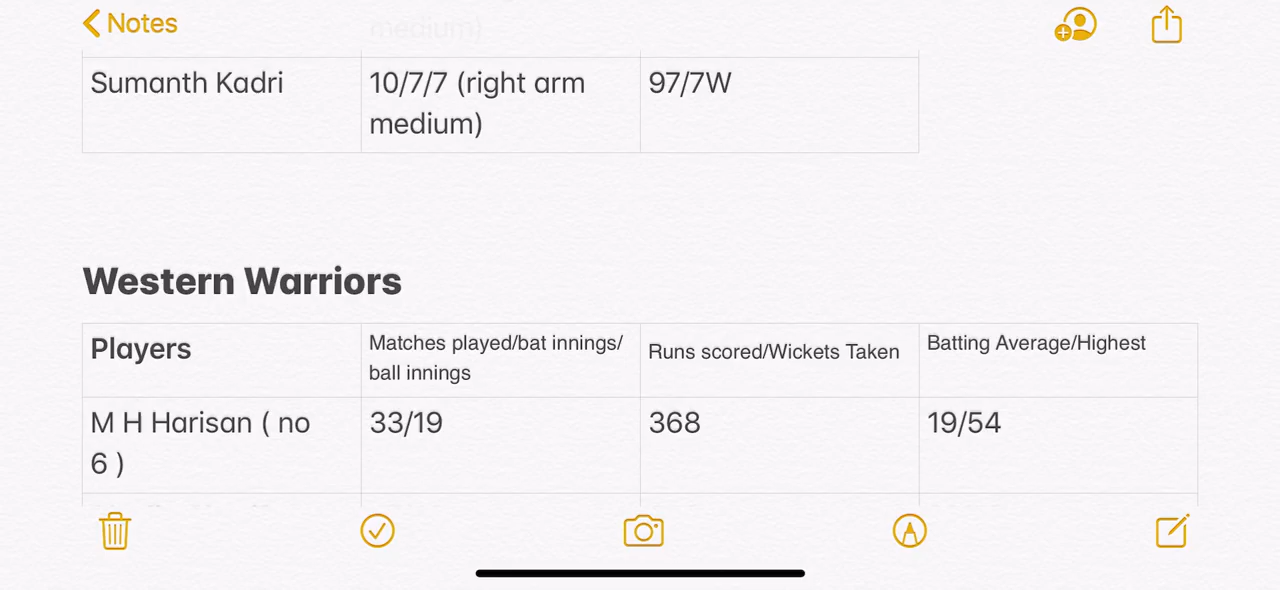 Notes
medium)
Sumanth Kadri 10/7/7 (right arm 97/7W
medium)
Western Warriors
Players Matches played/bat innings/ Runs scored/Wickets Taken Batting Average/Highest
ball innings
M H Harisan ( no 33/19 368 19/54
6 )